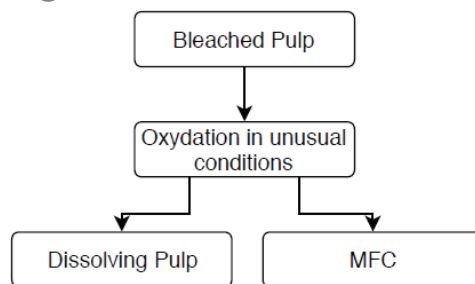 Bleached Pulp
Oxydation in unusual
conditions
Dissolving Pulp
MFC